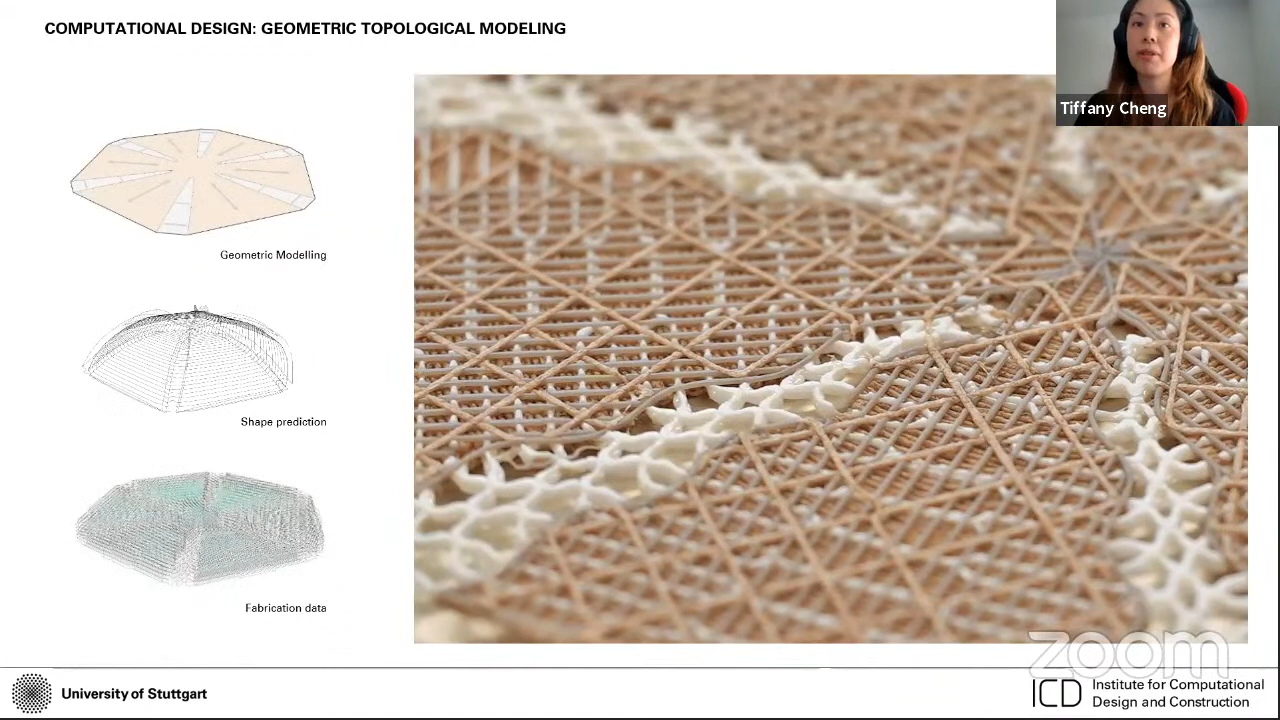 COMPUTATIONAL DESIGN: GEOMETRIC TOPOLOGICAL MODELING
Tiffany Cheng
Geometric Modelling
Shape prediction
Fabrication data
zoom
University of Stuttgart
ICD
Institute for Computational
Design and Construction